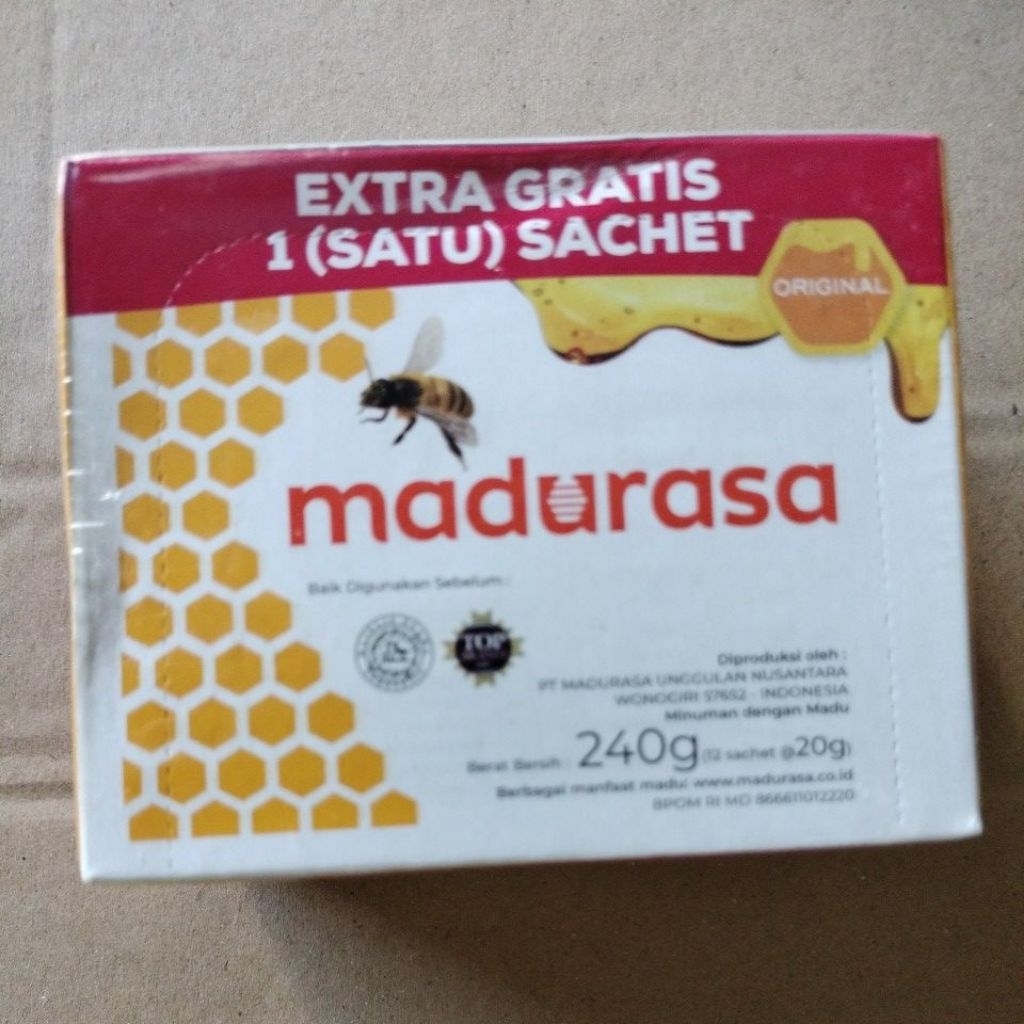 EXTRA GRATIS
1 (SATU) SACHET
ORIGINAL
madurasa
Baik Digunakan Sebelum :
TOP
Diproduksi oleh :
PT MADURASA UNGGULAN NUSANTARA
WONOGIRI 57652 - INDONESIA
Minuman dengan Madu
Berat Bersih : 240g (12 sachet @20g)
Berbagai manfaat madu: www.madurasa.co.id
BPOM RI MD 866611012220